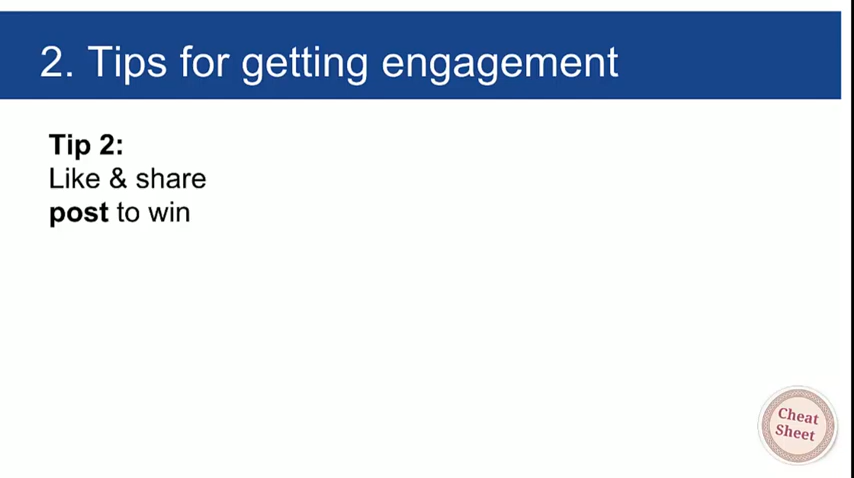 2. Tips for getting engagement
Tip 2:
Like & share
post to win
Cheat
Sheet